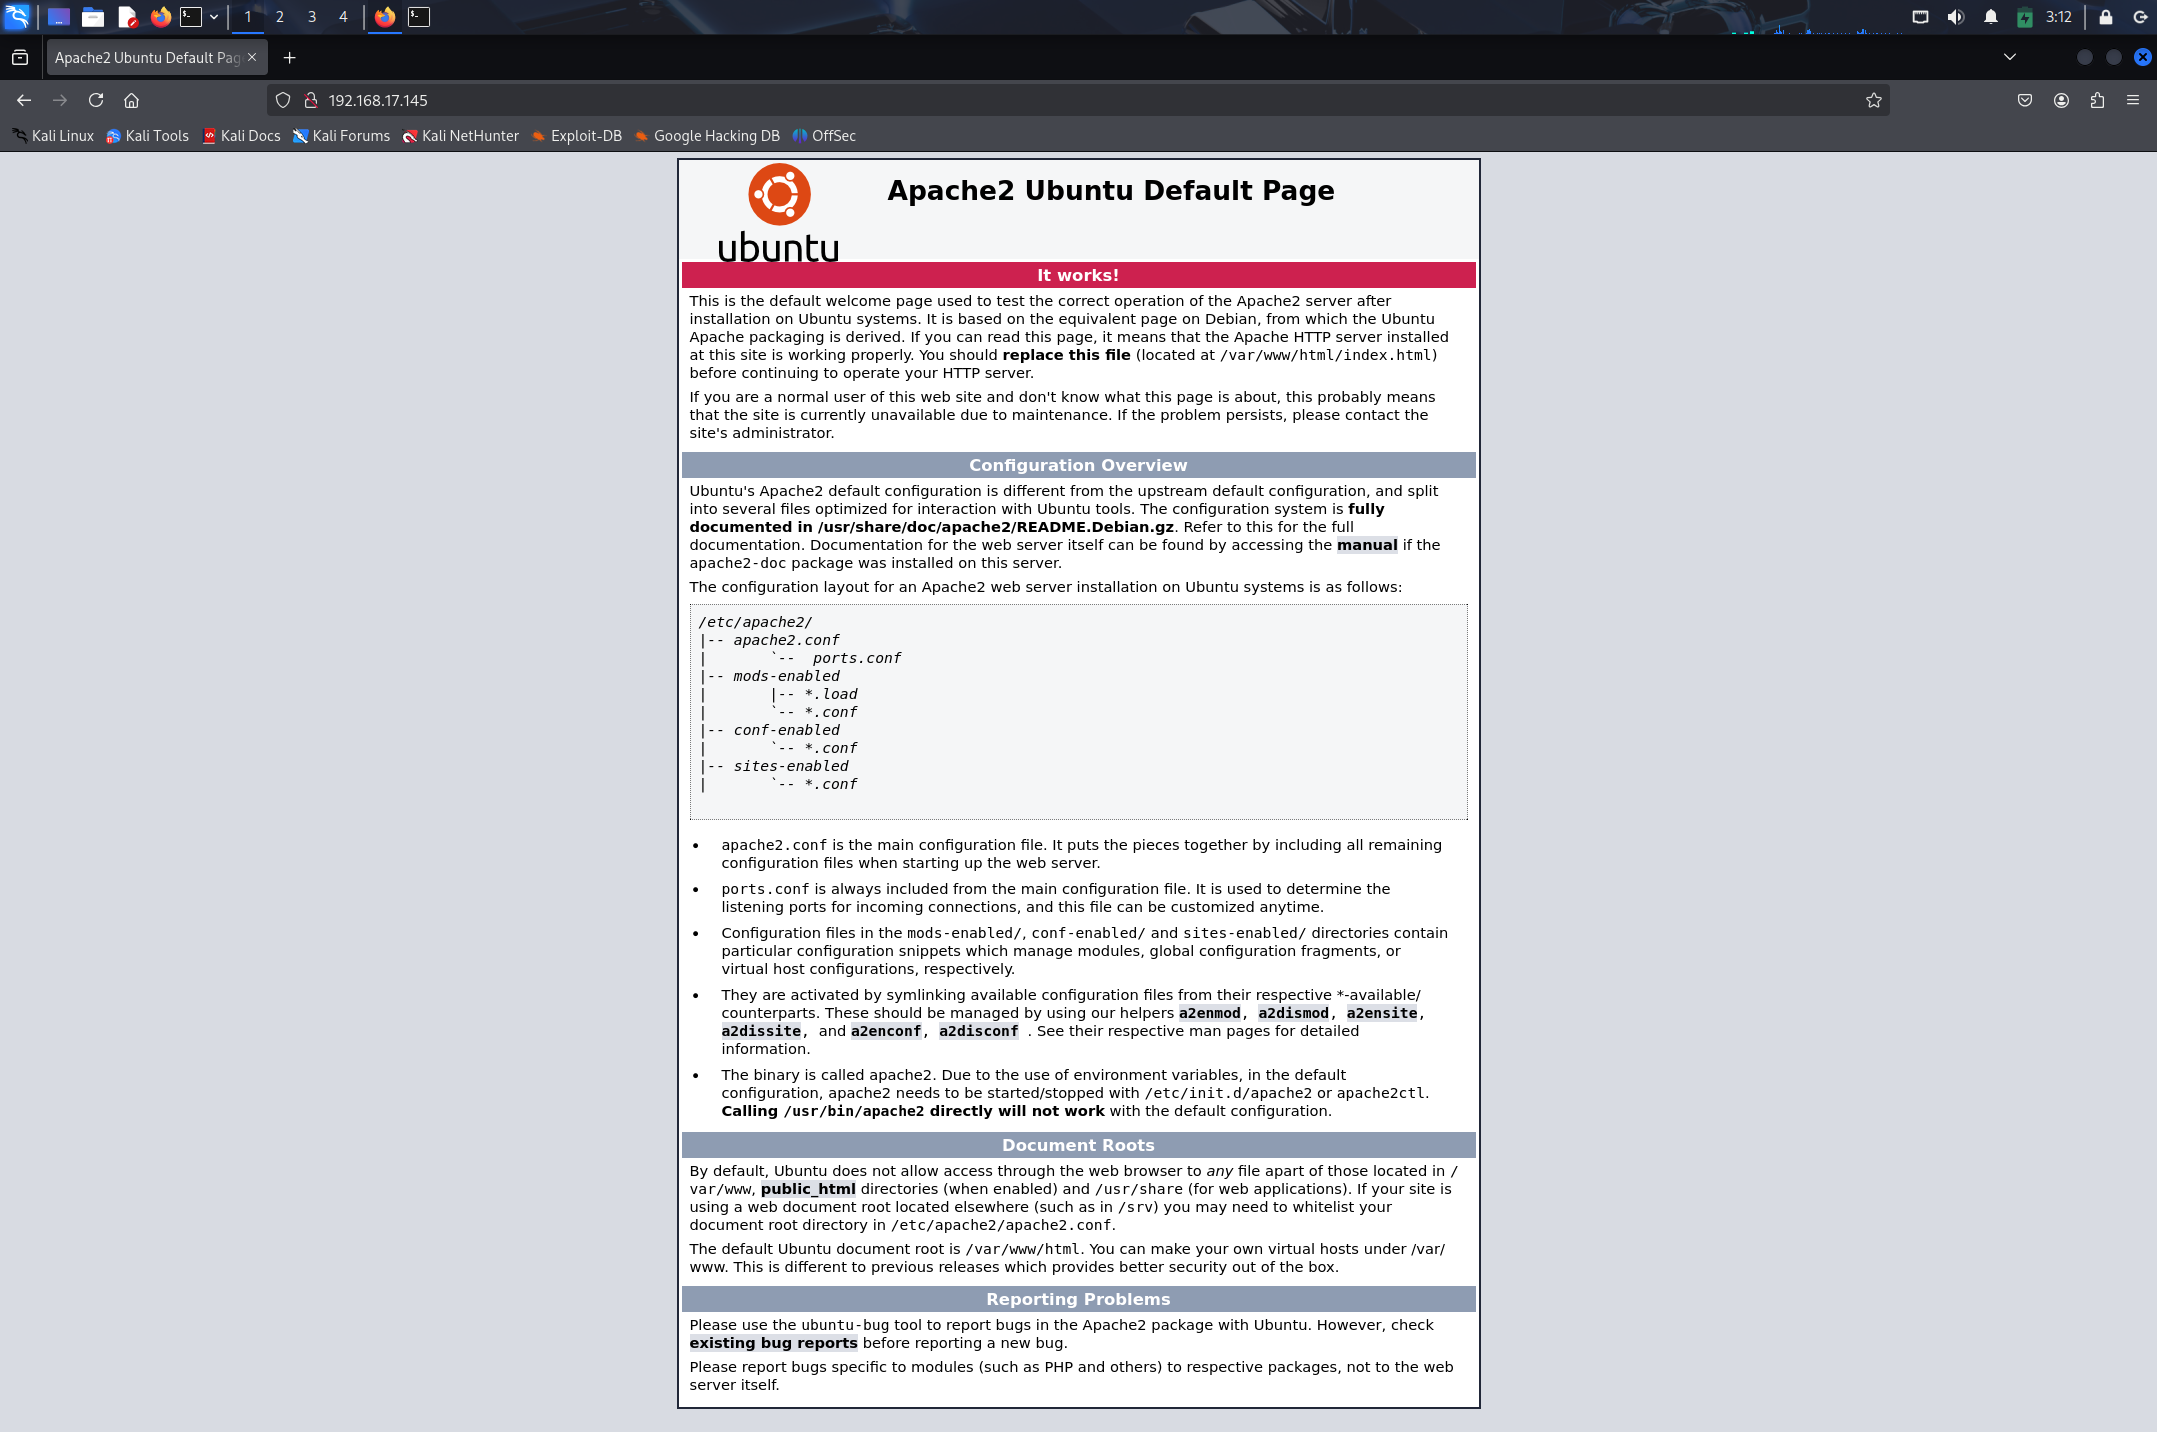 1 2 3 4 3:12
Apache2 Ubuntu Default Pag
192.168.17.145
Kali Linux Kali Tools Kali Docs Kali Forums Kali NetHunter Exploit-DB Google Hacking DB OffSec
ubuntu
Apache2 Ubuntu Default Page
It works!
This is the default welcome page used to test the correct operation of the Apache2 server after
installation on Ubuntu systems. It is based on the equivalent page on Debian, from which the Ubuntu
Apache packaging is derived. If you can read this page, it means that the Apache HTTP server installed
at this site is working properly. You should replace this file (located at /var/www/html/index.html)
before continuing to operate your HTTP server.
If you are a normal user of this web site and don't know what this page is about, this probably means
that the site is currently unavailable due to maintenance. If the problem persists, please contact the
site's administrator.
Configuration Overview
Ubuntu's Apache2 default configuration is different from the upstream default configuration, and split
into several files optimized for interaction with Ubuntu tools. The configuration system is fully
documented in /usr/share/doc/apache2/README.Debian.gz. Refer to this for the full
documentation. Documentation for the web server itself can be found by accessing the manual if the
apache2-doc package was installed on this server.
The configuration layout for an Apache2 web server installation on Ubuntu systems is as follows:
/etc/apache2/
|-- apache2.conf
|       `--  ports.conf
|-- mods-enabled
|       |-- *.load
|       `-- *.conf
|-- conf-enabled
|       `-- *.conf
|-- sites-enabled
|       `-- *.conf
• apache2.conf is the main configuration file. It puts the pieces together by including all remaining
configuration files when starting up the web server.
• ports.conf is always included from the main configuration file. It is used to determine the
listening ports for incoming connections, and this file can be customized anytime.
• Configuration files in the mods-enabled/, conf-enabled/ and sites-enabled/ directories contain
particular configuration snippets which manage modules, global configuration fragments, or
virtual host configurations, respectively.
• They are activated by symlinking available configuration files from their respective *-available/
counterparts. These should be managed by using our helpers a2enmod, a2dismod, a2ensite,
a2dissite, and a2enconf, a2disconf . See their respective man pages for detailed
information.
• The binary is called apache2. Due to the use of environment variables, in the default
configuration, apache2 needs to be started/stopped with /etc/init.d/apache2 or apache2ctl.
Calling /usr/bin/apache2 directly will not work with the default configuration.
Document Roots
By default, Ubuntu does not allow access through the web browser to any file apart of those located in /
var/www, public_html directories (when enabled) and /usr/share (for web applications). If your site is
using a web document root located elsewhere (such as in /srv) you may need to whitelist your
document root directory in /etc/apache2/apache2.conf.
The default Ubuntu document root is /var/www/html. You can make your own virtual hosts under /var/
www. This is different to previous releases which provides better security out of the box.
Reporting Problems
Please use the ubuntu-bug tool to report bugs in the Apache2 package with Ubuntu. However, check
existing bug reports before reporting a new bug.
Please report bugs specific to modules (such as PHP and others) to respective packages, not to the web
server itself.